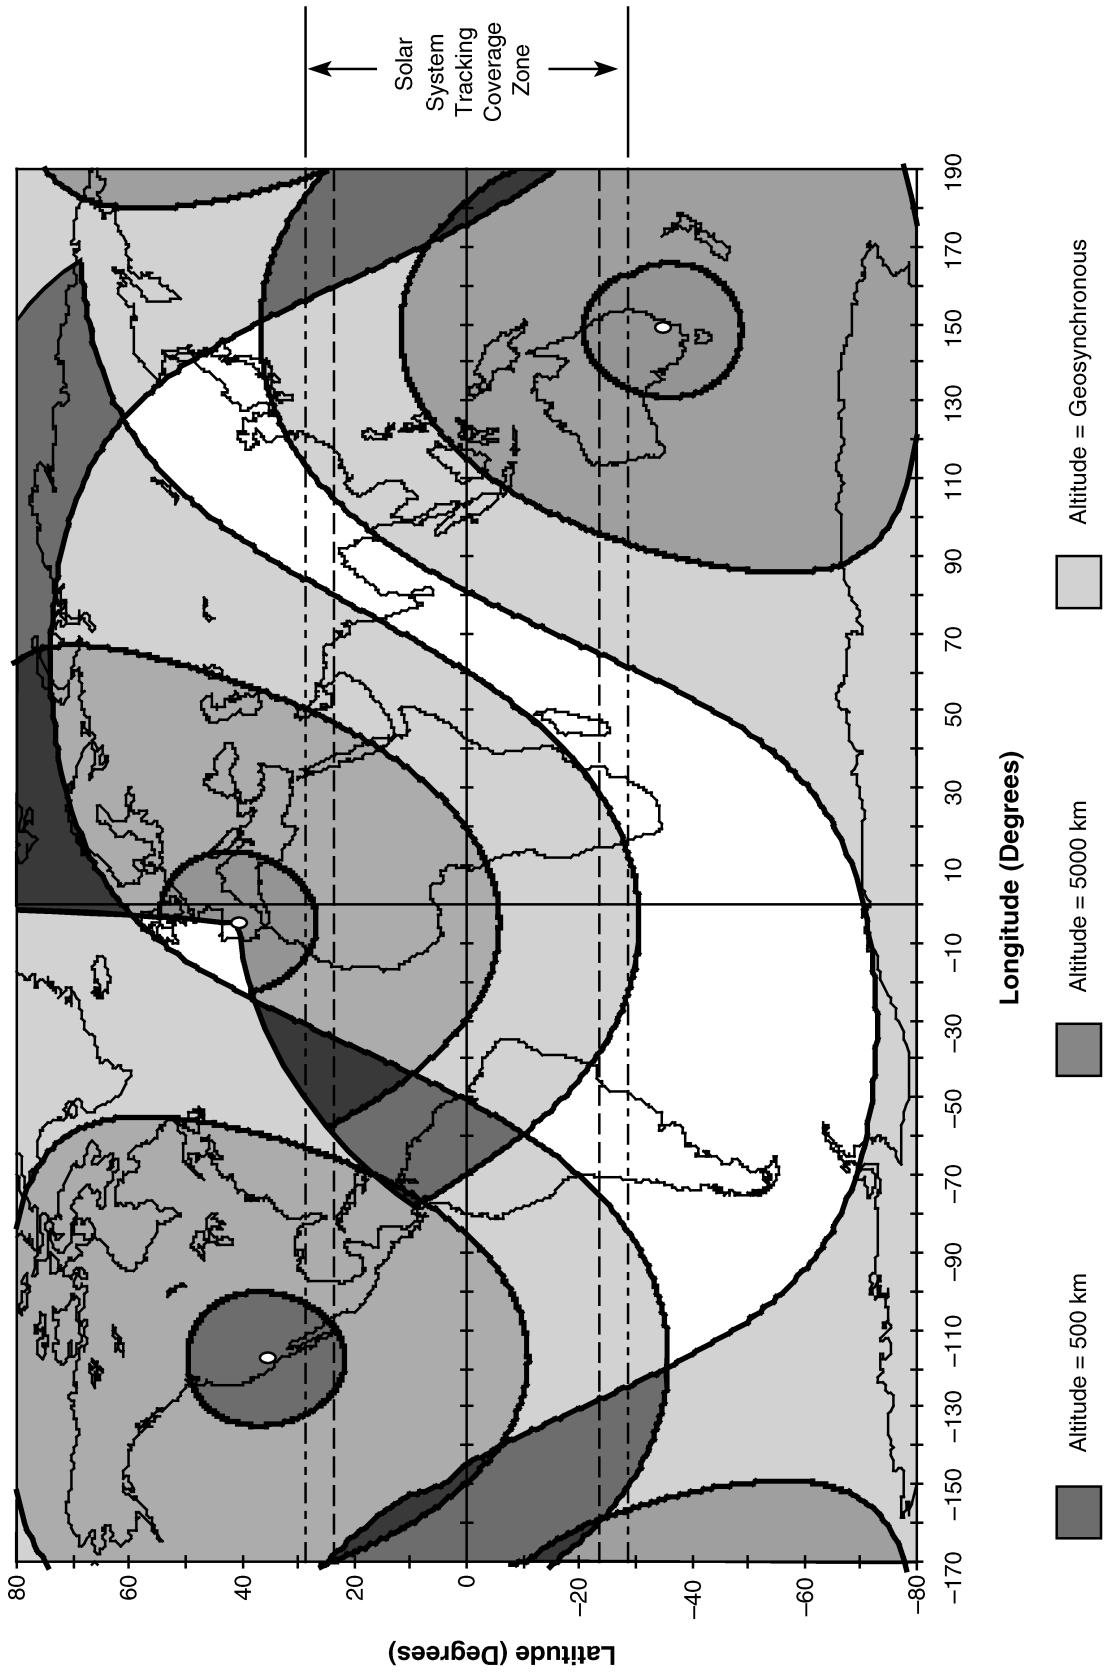 Solar
System
Tracking
Coverage
Zone
80
60
40
20
0
–20
–40
–60
–80
Latitude (Degrees)
–170
–150
–130
–110
–90
–70
–50
–30
–10
10
30
50
70
90
110
130
150
170
190
Longitude (Degrees)
Altitude = 500 km
Altitude = 5000 km
Altitude = Geosynchronous